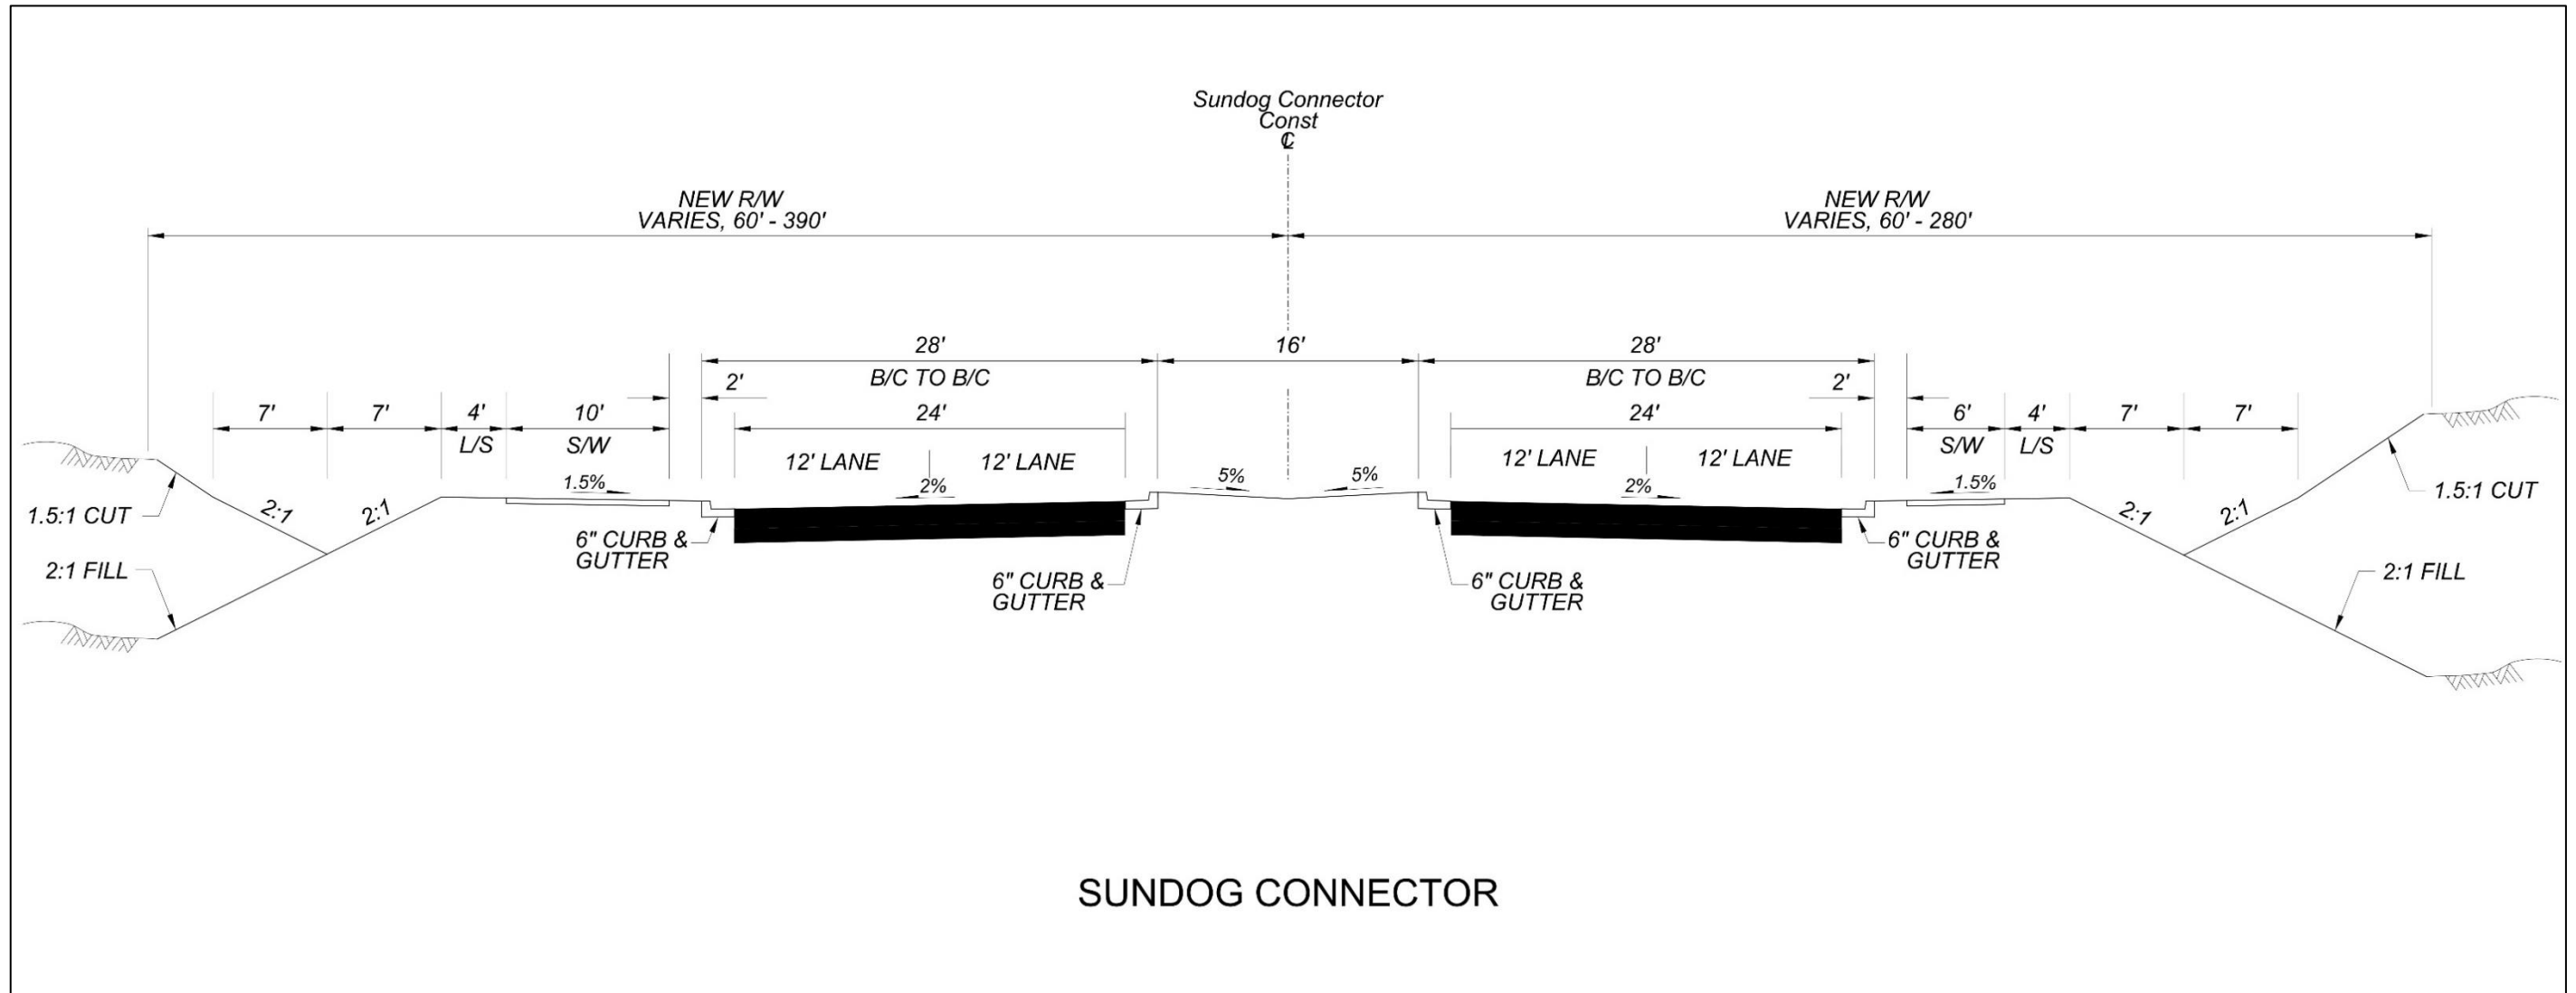 Sundog Connector
Const
℄
NEW R/W
VARIES, 60' - 390'
NEW R/W
VARIES, 60' - 280'
28'
16'
28'
B/C TO B/C
B/C TO B/C
2'
2'
7'
7'
4'
10'
24'
24'
6'
4'
7'
7'
L/S
S/W
12' LANE
12' LANE
12' LANE
12' LANE
S/W
L/S
1.5%
2%
5%
5%
2%
1.5%
1.5:1 CUT
2:1
2:1
2:1
2:1
1.5:1 CUT
6" CURB &
GUTTER
6" CURB &
GUTTER
2:1 FILL
6" CURB &
GUTTER
6" CURB &
GUTTER
2:1 FILL
SUNDOG CONNECTOR